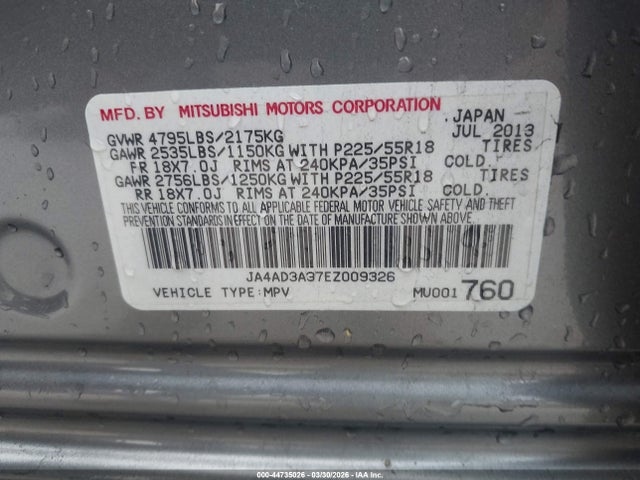 MFD. BY MITSUBISHI MOTORS CORPORATION JAPAN
GVWR 4795LBS/2175KG JUL 2013
GAWR 2535LBS/1150KG WITH P225/55R18 TIRES
FR 18X7.0J RIMS AT 240KPA/35PSI COLD.
GAWR 2756LBS/1250KG WITH P225/55R18 TIRES
RR 18X7.0J RIMS AT 240KPA/35PSI COLD.
THIS VEHICLE CONFORMS TO ALL APPLICABLE FEDERAL MOTOR VEHICLE SAFETY AND THEFT
PREVENTION STANDARDS IN EFFECT ON THE DATE OF MANUFACTURE SHOWN ABOVE.
JA4AD3A37EZ009326
VEHICLE TYPE:MPV MU001760
000-44735026 - 03/30/2026 - IAA Inc.